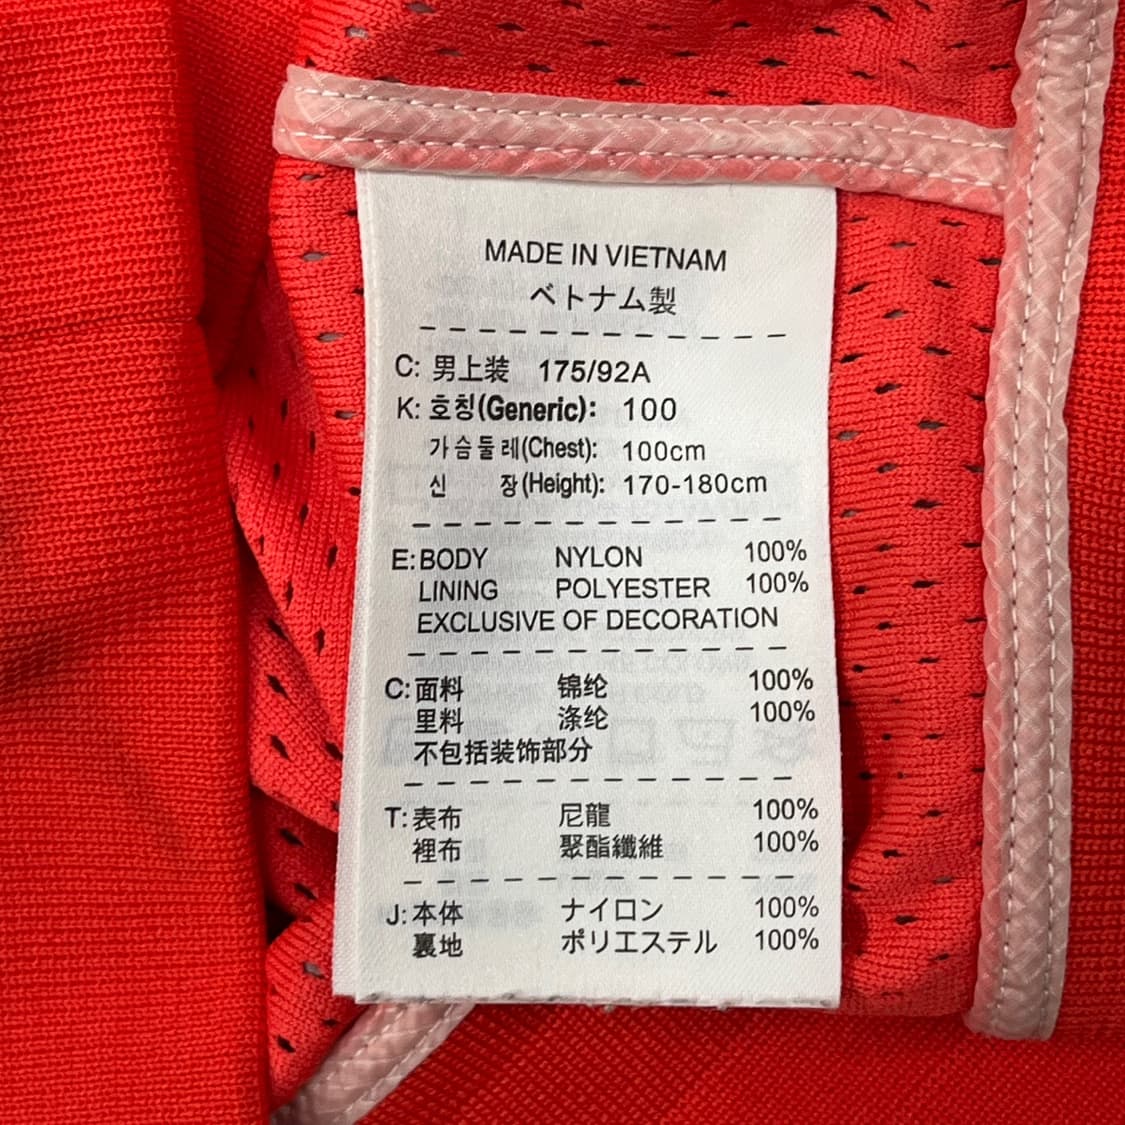 MADE IN VIETNAM
ベトナム製
C: 男上装 175/92A
K: 호칭(Generic): 100
가슴둘레(Chest): 100cm
신 장(Height): 170-180cm
E: BODY NYLON 100%
LINING POLYESTER 100%
EXCLUSIVE OF DECORATION
C: 面料 锦纶 100%
里料 涤纶 100%
不包括装饰部分
T: 表布 尼龍 100%
裡布 聚酯纖維 100%
J: 本体 ナイロン 100%
裏地 ポリエステル 100%